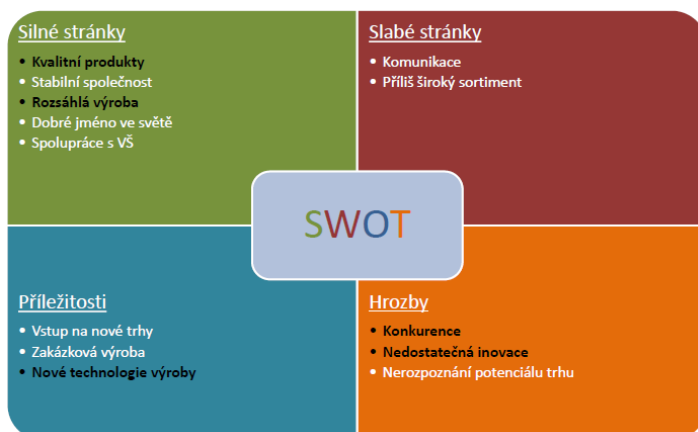 Silné stránky
• Kvalitní produkty
• Stabilní společnost
• Rozsáhlá výroba
• Dobré jméno ve světě
• Spolupráce s VŠ
Slabé stránky
• Komunikace
• Příliš široký sortiment
SWOT
Příležitosti
• Vstup na nové trhy
• Zakázková výroba
• Nové technologie výroby
Hrozby
• Konkurence
• Nedostatečná inovace
• Nerozpoznání potenciálu trhu